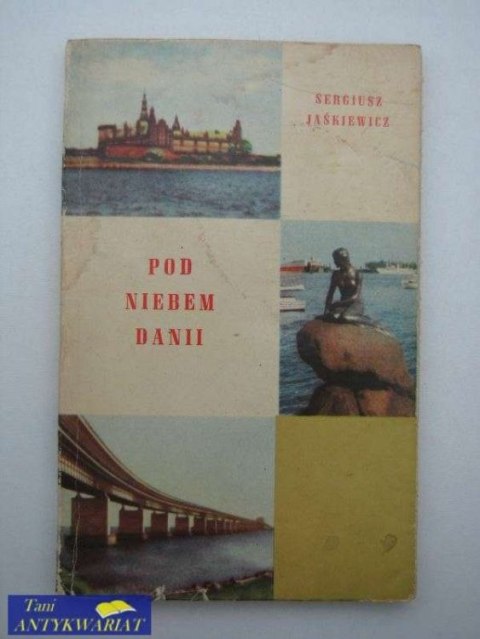 SERGIUSZ
JAŚKIEWICZ
POD
NIEBEM
DANII
Tani
ANTYKWARIAT